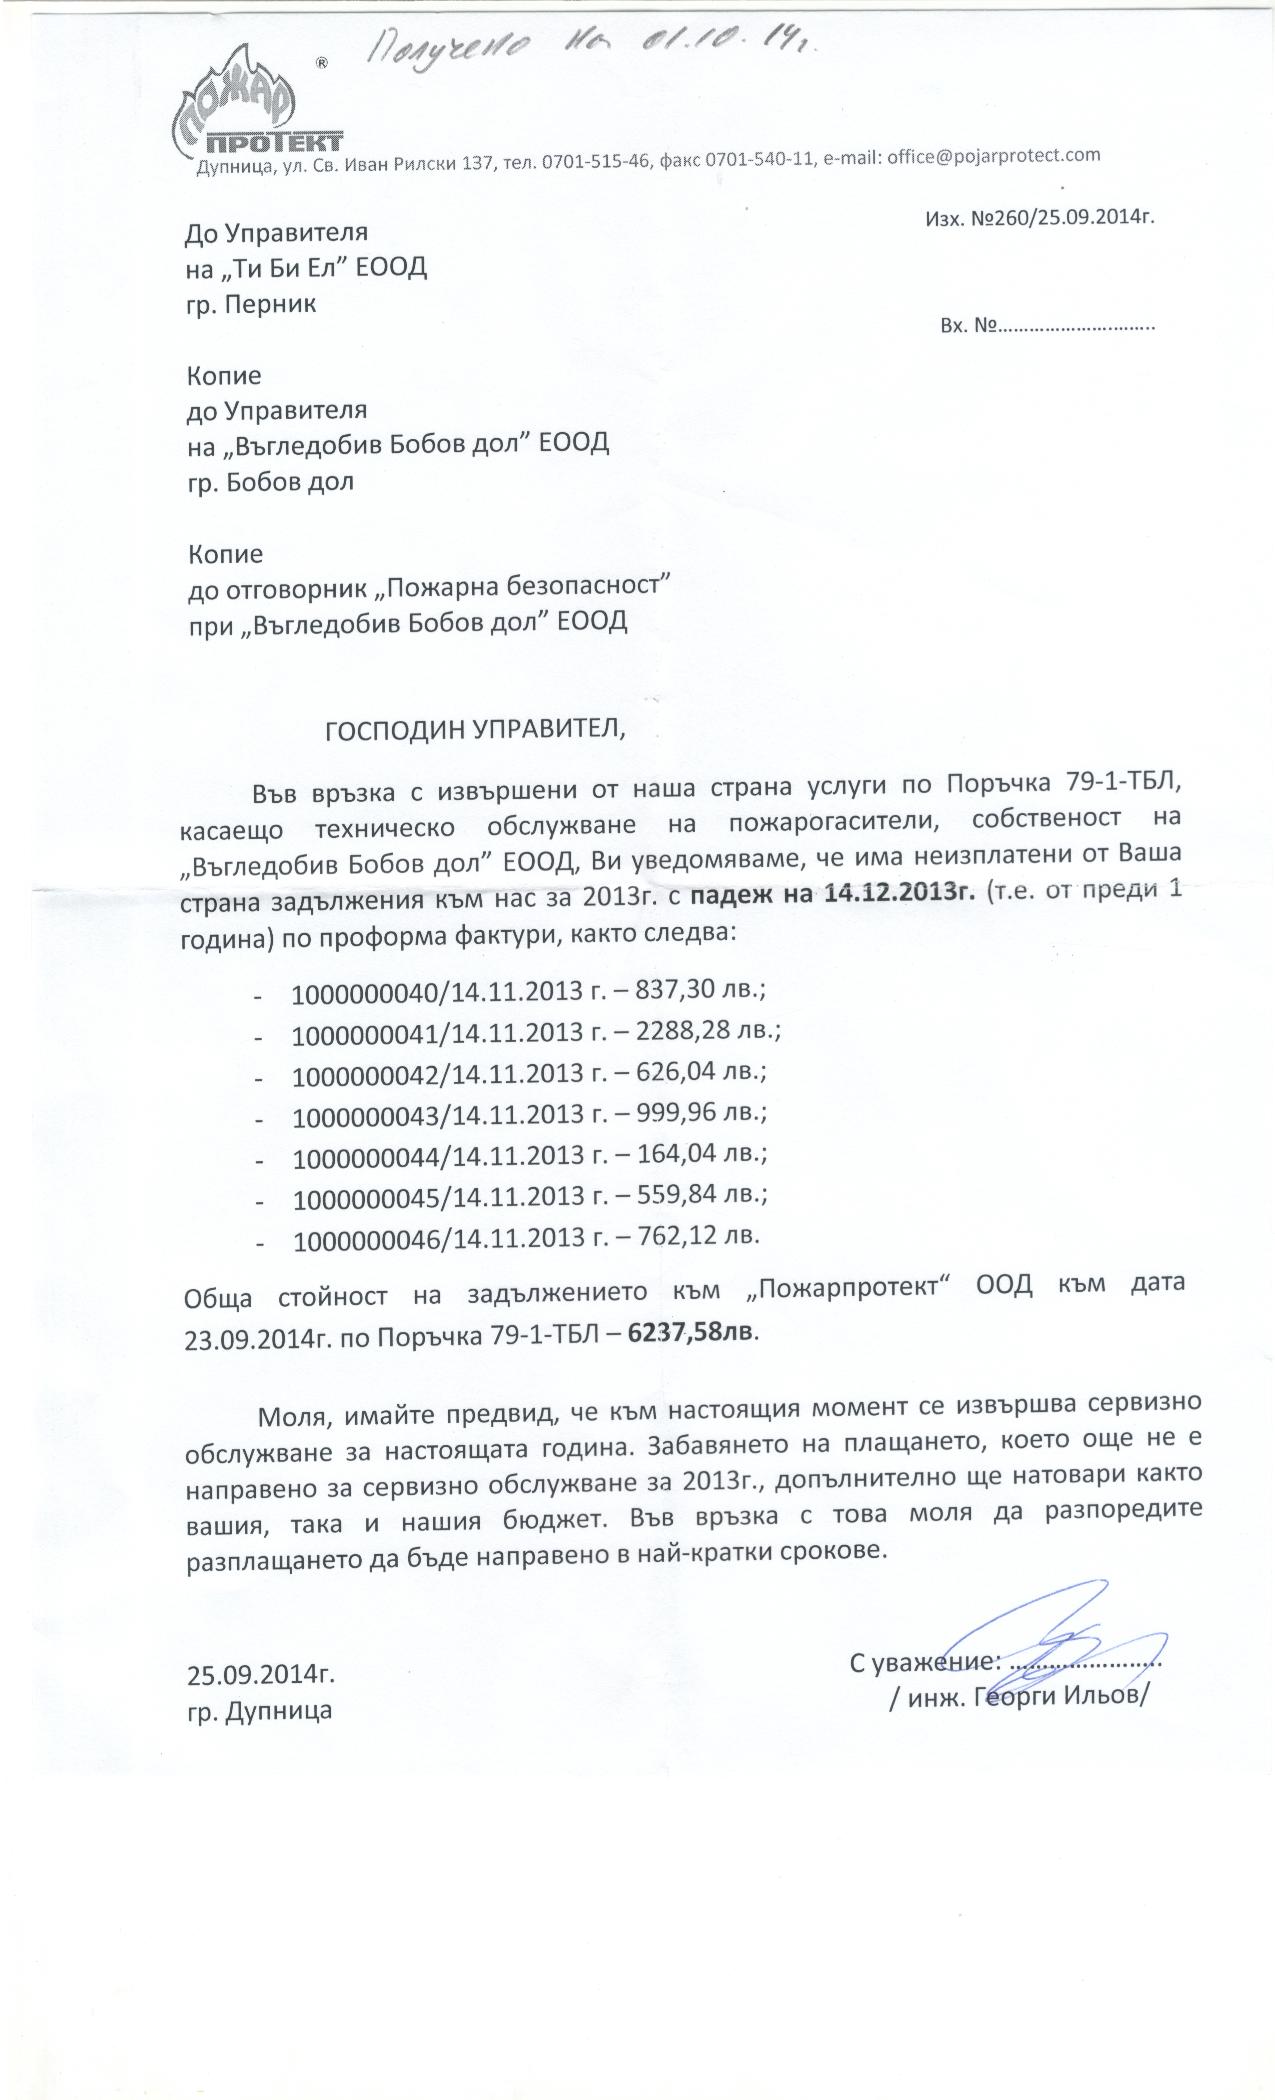 Получено на 01.10.14г.
ПОЖАР
ПРОТЕКТ
®
Дупница, ул. Св. Иван Рилски 137, тел. 0701-515-46, факс 0701-540-11, e-mail: office@pojarprotect.com
Изх. №260/25.09.2014г.
До Управителя
на „Ти Би Ел” ЕООД
гр. Перник
Вх. №..............................
Копие
до Управителя
на „Въгледобив Бобов дол” ЕООД
гр. Бобов дол
Копие
до отговорник „Пожарна безопасност”
при „Въгледобив Бобов дол” ЕООД
ГОСПОДИН УПРАВИТЕЛ,
Във връзка с извършени от наша страна услуги по Поръчка 79-1-ТБЛ,
касаещо техническо обслужване на пожарогасители, собственост на
„Въгледобив Бобов дол” ЕООД, Ви уведомяваме, че има неизплатени от Ваша
страна задължения към нас за 2013г. с падеж на 14.12.2013г. (т.е. от преди 1
година) по проформа фактури, както следва:
- 1000000040/14.11.2013 г. – 837,30 лв.;
- 1000000041/14.11.2013 г. – 2288,28 лв.;
- 1000000042/14.11.2013 г. – 626,04 лв.;
- 1000000043/14.11.2013 г. – 999,96 лв.;
- 1000000044/14.11.2013 г. – 164,04 лв.;
- 1000000045/14.11.2013 г. – 559,84 лв.;
- 1000000046/14.11.2013 г. – 762,12 лв.
Обща стойност на задължението към „Пожарпротект“ ООД към дата
23.09.2014г. по Поръчка 79-1-ТБЛ – 6237,58лв.
Моля, имайте предвид, че към настоящия момент се извършва сервизно
обслужване за настоящата година. Забавянето на плащането, което още не е
направено за сервизно обслужване за 2013г., допълнително ще натовари както
вашия, така и нашия бюджет. Във връзка с това моля да разпоредите
разплащането да бъде направено в най-кратки срокове.
25.09.2014г.
гр. Дупница
С уважение: ........................
/ инж. Георги Ильов/